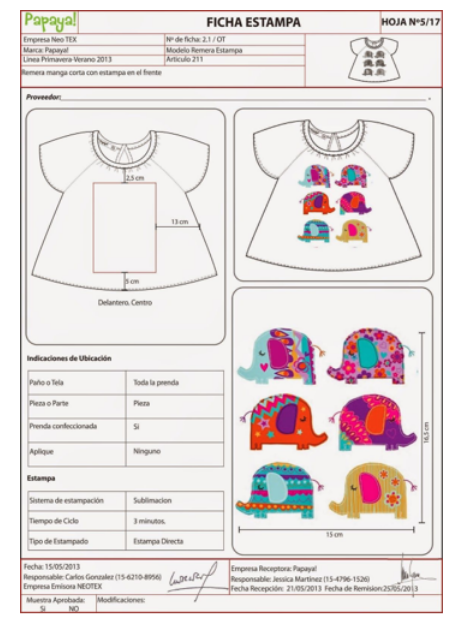 Papaya!
FICHA ESTAMPA
HOJA Nº5/17
Empresa Neo TEX
Nº de ficha: 2.1 / OT
Marca: Papaya!
Modelo Remera Estampa
Linea Primavera-Verano 2013
Articulo 211
Remera manga corta con estampa en el frente
Proveedor:
2,5 cm
13 cm
5 cm
Delantero. Centro
Indicaciones de Ubicación
Paño o Tela
Toda la prenda
Pieza o Parte
Pieza
Prenda confeccionada
Si
Aplique
Ninguno
Estampa
Sistema de estampación
Sublimacion
Tiempo de Ciclo
3 minutos.
Tipo de Estampado
Estampa Directa
16,5 cm
15 cm
Fecha: 15/05/2013
Responsable: Carlos Gonzalez (15-6210-8956)
Empresa Emisora NEOTEX
Empresa Receptora: Papaya!
Responsable: Jessica Martinez (15-4796-1526)
Fecha Recepción: 21/05/2013 Fecha de Remision:25/05/2013
Muestra Aprobada:
SI NO
Modificaciones: